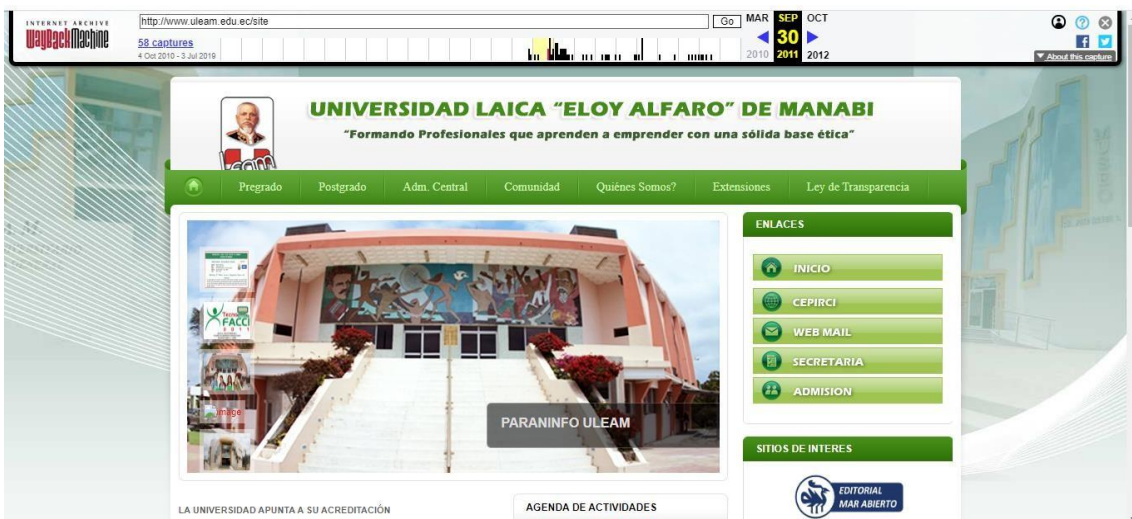 INTERNET ARCHIVE
WayBackMachine
http://www.uleam.edu.ec/site
Go
MAR SEP OCT
30
2010 2011 2012
58 captures
4 Oct 2010 - 3 Jul 2019
About this capture
UNIVERSIDAD LAICA “ELOY ALFARO” DE MANABI
“Formando Profesionales que aprenden a emprender con una sólida base ética”
Pregrado
Postgrado
Adm. Central
Comunidad
Quiénes Somos?
Extensiones
Ley de Transparencia
FACCI
2011
image
PARANINFO ULEAM
ENLACES
INICIO
CEPIRCI
WEB MAIL
SECRETARIA
ADMISION
SITIOS DE INTERES
EDITORIAL
MAR ABIERTO
LA UNIVERSIDAD APUNTA A SU ACREDITACIÓN
AGENDA DE ACTIVIDADES